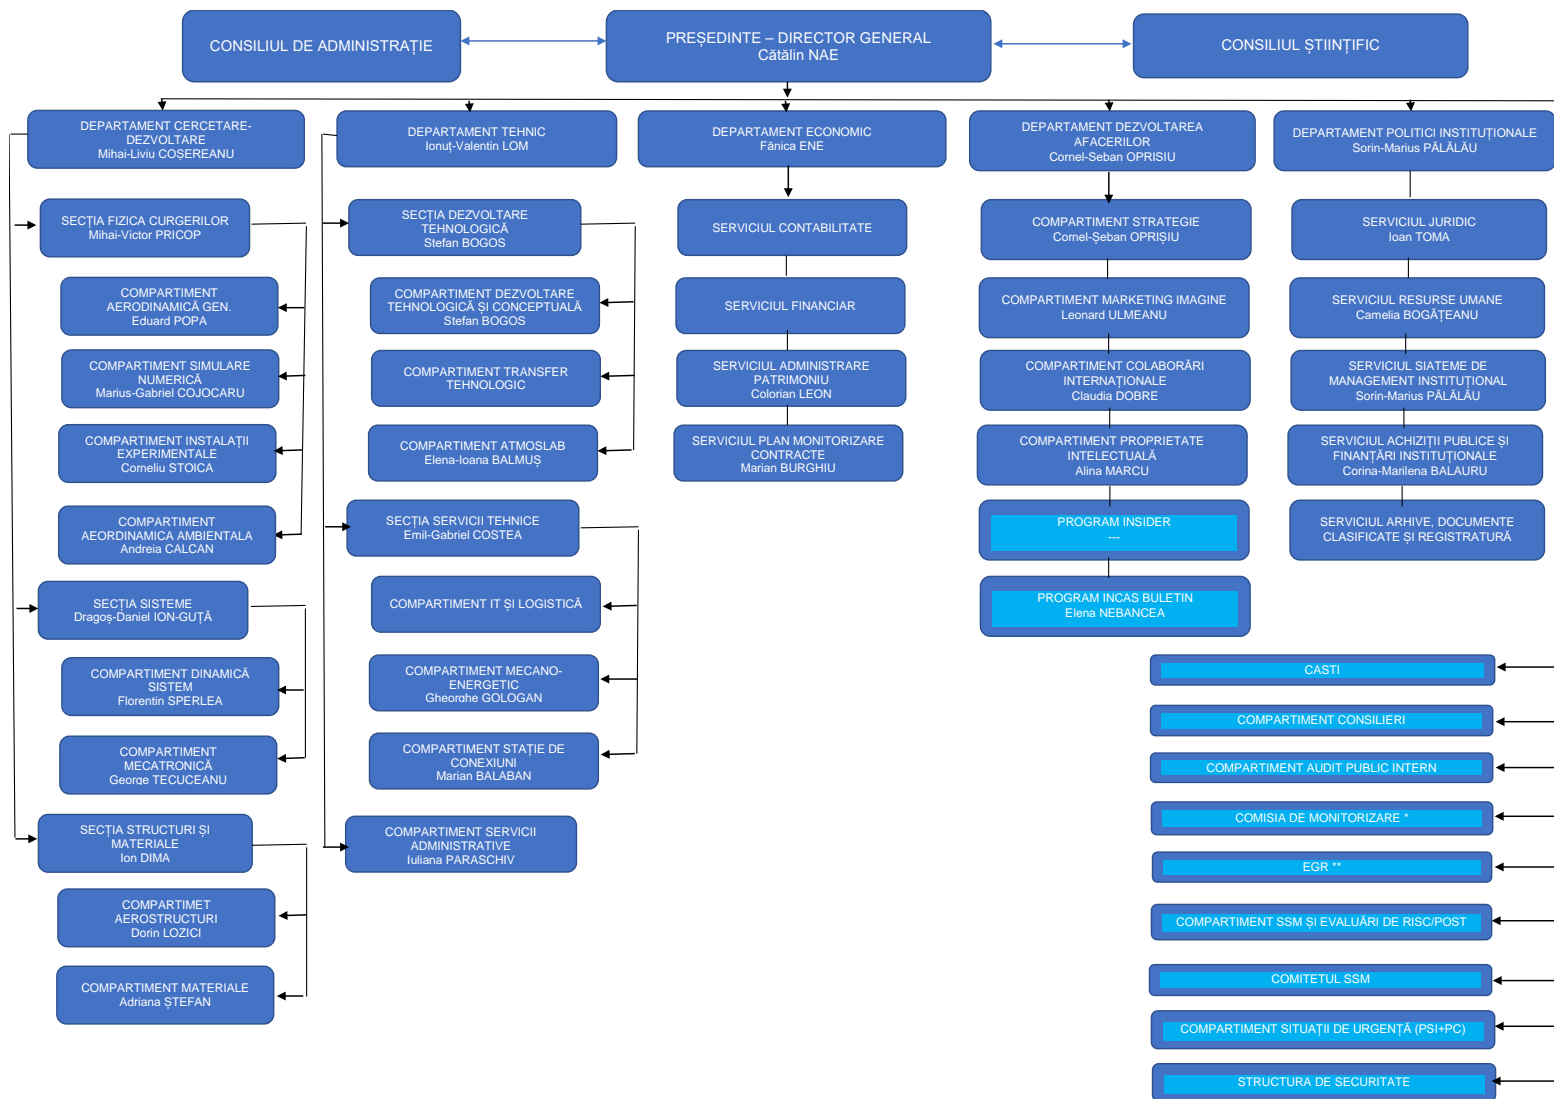 CONSILIUL DE ADMINISTRAȚIE
PREȘEDINTE – DIRECTOR GENERAL
Cătălin NAE
CONSILIUL ȘTIINȚIFIC
DEPARTAMENT CERCETARE-
DEZVOLTARE
Mihai-Liviu COȘEREANU
DEPARTAMENT TEHNIC
Ionuț-Valentin LOM
DEPARTAMENT ECONOMIC
Fănica ENE
DEPARTAMENT DEZVOLTAREA
AFACERILOR
Cornel-Seban OPRISIU
DEPARTAMENT POLITICI INSTITUȚIONALE
Sorin-Marius PĂLĂLĂU
SECȚIA FIZICA CURGERILOR
Mihai-Victor PRICOP
COMPARTIMENT
AERODINAMICĂ GEN.
Eduard POPA
COMPARTIMENT SIMULARE
NUMERICĂ
Marius-Gabriel COJOCARU
COMPARTIMENT INSTALAȚII
EXPERIMENTALE
Corneliu STOICA
COMPARTIMENT
AEORDINAMICA AMBIENTALA
Andreia CALCAN
SECȚIA SISTEME
Dragoș-Daniel ION-GUȚĂ
COMPARTIMENT DINAMICĂ
SISTEM
Florentin SPERLEA
COMPARTIMENT
MECATRONICĂ
George TECUCEANU
SECȚIA STRUCTURI ȘI
MATERIALE
Ion DIMA
COMPARTIMET
AEROSTRUCTURI
Dorin LOZICI
COMPARTIMENT MATERIALE
Adriana ȘTEFAN
SECȚIA DEZVOLTARE
TEHNOLOGICĂ
Stefan BOGOS
COMPARTIMENT DEZVOLTARE
TEHNOLOGICĂ ȘI CONCEPTUALĂ
Stefan BOGOS
COMPARTIMENT TRANSFER
TEHNOLOGIC
COMPARTIMENT ATMOSLAB
Elena-Ioana BALMUȘ
SECȚIA SERVICII TEHNICE
Emil-Gabriel COSTEA
COMPARTIMENT IT ȘI LOGISTICĂ
COMPARTIMENT MECANO-
ENERGETIC
Gheorghe GOLOGAN
COMPARTIMENT STAȚIE DE
CONEXIUNI
Marian BALABAN
COMPARTIMENT SERVICII
ADMINISTRATIVE
Iuliana PARASCHIV
SERVICIUL CONTABILITATE
SERVICIUL FINANCIAR
SERVICIUL ADMINISTRARE
PATRIMONIU
Colorian LEON
SERVICIUL PLAN MONITORIZARE
CONTRACTE
Marian BURGHIU
COMPARTIMENT STRATEGIE
Cornel-Șeban OPRIȘIU
COMPARTIMENT MARKETING IMAGINE
Leonard ULMEANU
COMPARTIMENT COLABORĂRI
INTERNAȚIONALE
Claudia DOBRE
COMPARTIMENT PROPRIETATE
INTELECTUALĂ
Alina MARCU
PROGRAM INSIDER
---
PROGRAM INCAS BULETIN
Elena NEBANCEA
SERVICIUL JURIDIC
Ioan TOMA
SERVICIUL RESURSE UMANE
Camelia BOGĂȚEANU
SERVICIUL SIATEME DE
MANAGEMENT INSTITUȚIONAL
Sorin-Marius PĂLĂLĂU
SERVICIUL ACHIZIȚII PUBLICE ȘI
FINANȚĂRI INSTITUȚIONALE
Corina-Marilena BALAURU
SERVICIUL ARHIVE, DOCUMENTE
CLASIFICATE ȘI REGISTRATURĂ
CASTI
COMPARTIMENT CONSILIERI
COMPARTIMENT AUDIT PUBLIC INTERN
COMISIA DE MONITORIZARE *
EGR **
COMPARTIMENT SSM ȘI EVALUĂRI DE RISC/POST
COMITETUL SSM
COMPARTIMENT SITUAȚII DE URGENȚĂ (PSI+PC)
STRUCTURA DE SECURITATE